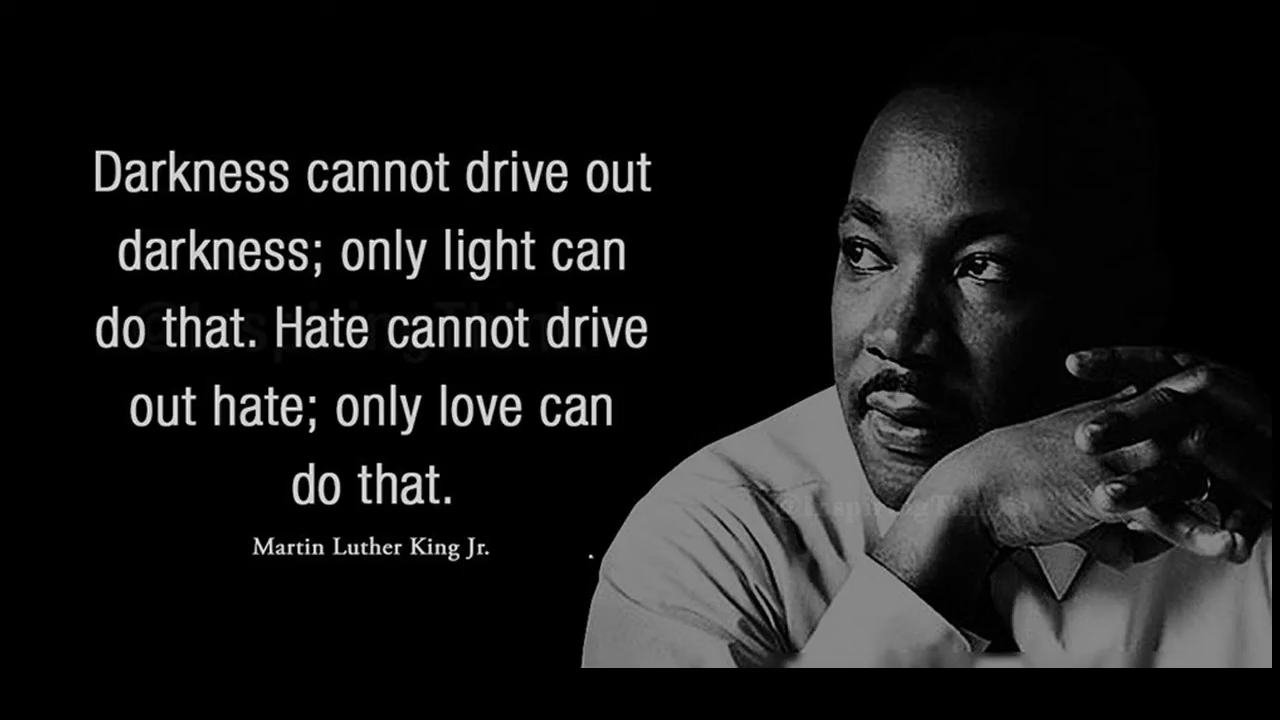 Darkness cannot drive out
darkness; only light can
do that. Hate cannot drive
out hate; only love can
do that.
Martin Luther King Jr.